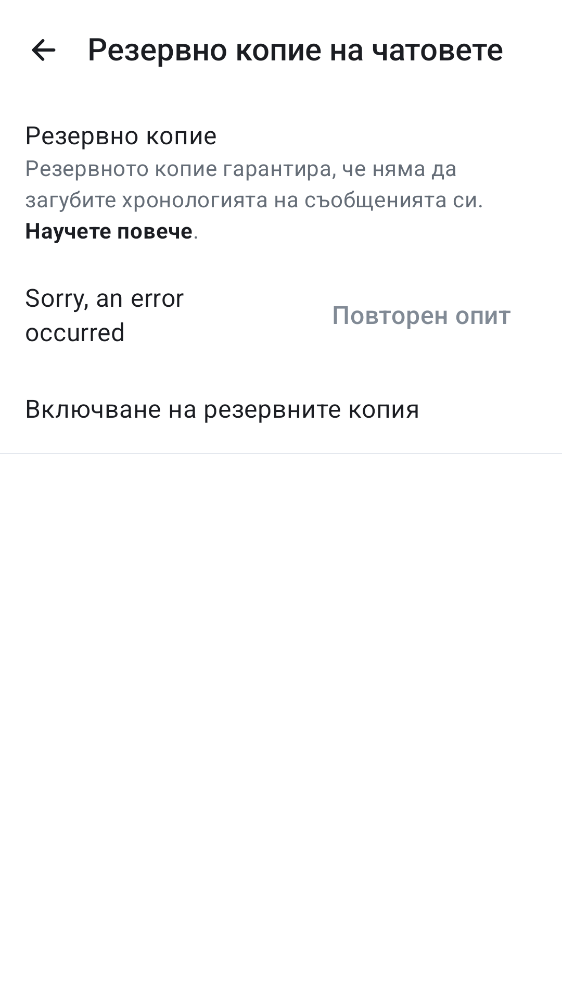 Резервно копие на чатовете
Резервно копие
Резервното копие гарантира, че няма да
загубите хронологията на съобщенията си.
Научете повече.
Sorry, an error
occurred
Повторен опит
Включване на резервните копия